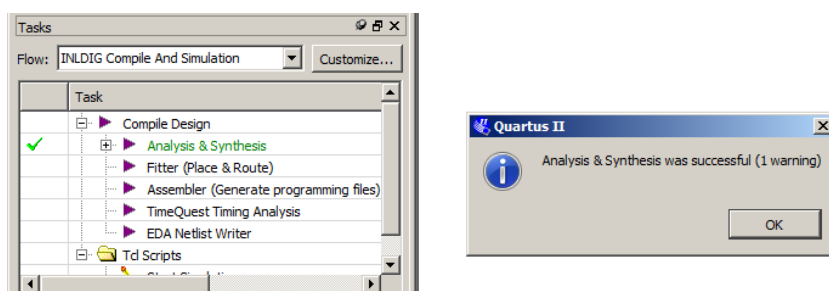 Tasks
Flow: INLDIG Compile And Simulation Customize...
Task
Compile Design
Analysis & Synthesis
Fitter (Place & Route)
Assembler (Generate programming files)
TimeQuest Timing Analysis
EDA Netlist Writer
Tcl Scripts
Quartus II
Analysis & Synthesis was successful (1 warning)
OK